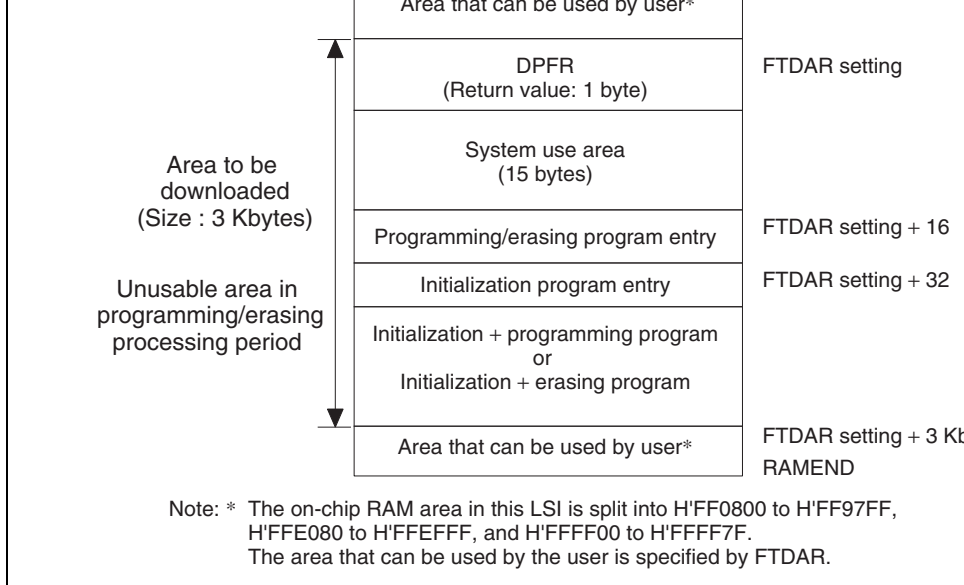 Area that can be used by user*
DPFR
(Return value: 1 byte)
FTDAR setting
System use area
(15 bytes)
Area to be
downloaded
(Size : 3 Kbytes)
Programming/erasing program entry
FTDAR setting + 16
Initialization program entry
FTDAR setting + 32
Unusable area in
programming/erasing
processing period
Initialization + programming program
or
Initialization + erasing program
Area that can be used by user*
FTDAR setting + 3
RAMEND
Note: * The on-chip RAM area in this LSI is split into H'FF0800 to H'FF97FF,
H'FFE080 to H'FFEFFF, and H'FFFF00 to H'FFFF7F.
The area that can be used by the user is specified by FTDAR.